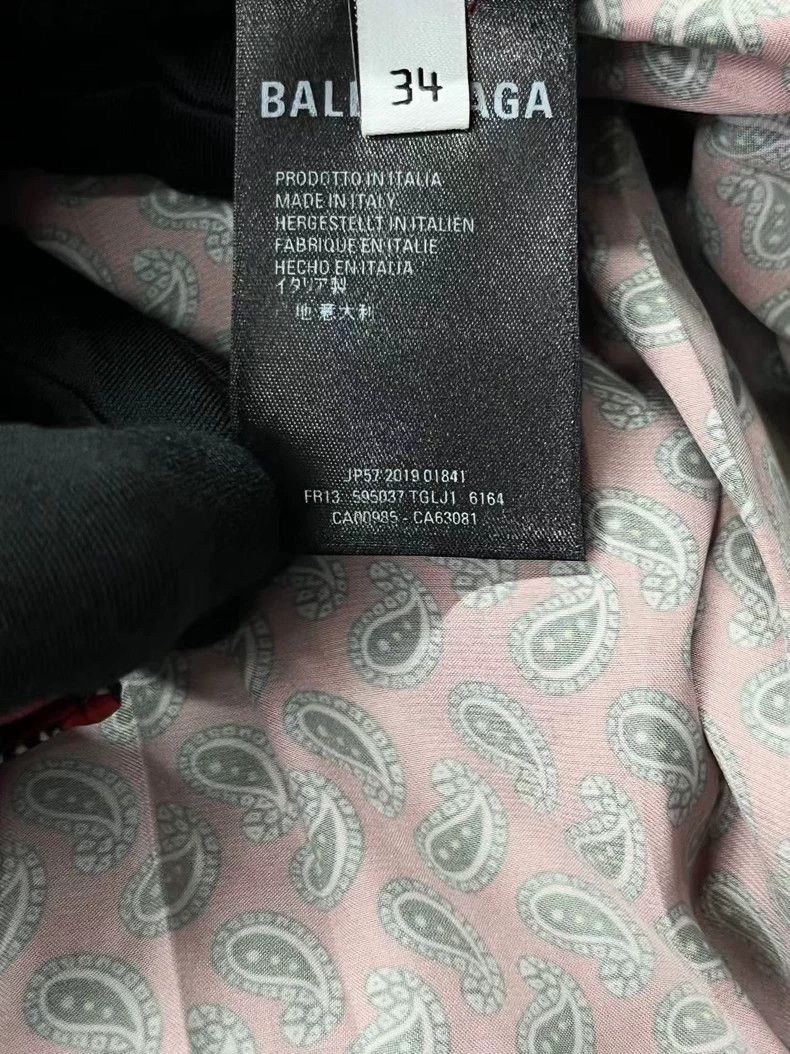 34
BAL AGA
PRODOTTO IN ITALIA
MADE IN ITALY
HERGESTELLT IN ITALIEN
FABRIQUE EN ITALIE
HECHO EN ITALIA
イタリア製
地 意大利
JP57 2019 01841
FR13 595037 TGLJ1 6164
CA00985 - CA63081